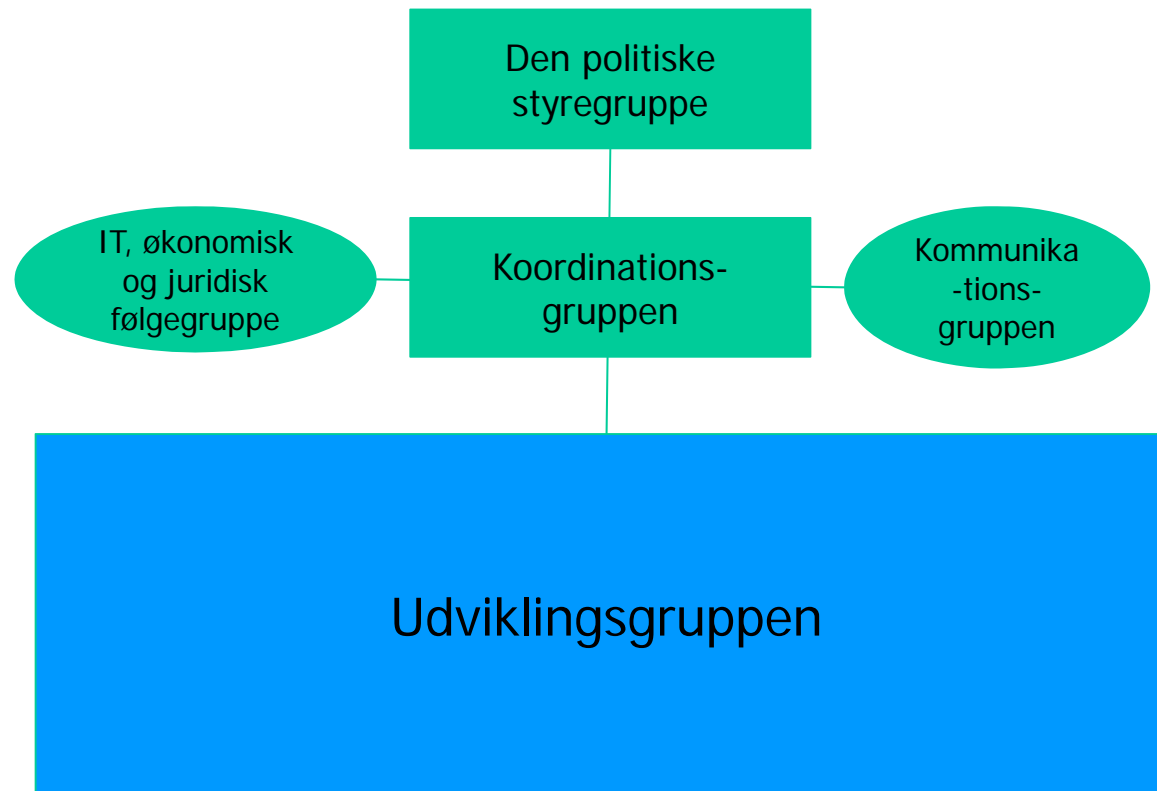 Den politiske
styregruppe
IT, økonomisk
og juridisk
følgegruppe
Koordinations-
gruppen
Kommunika
-tions-
gruppen
Udviklingsgruppen